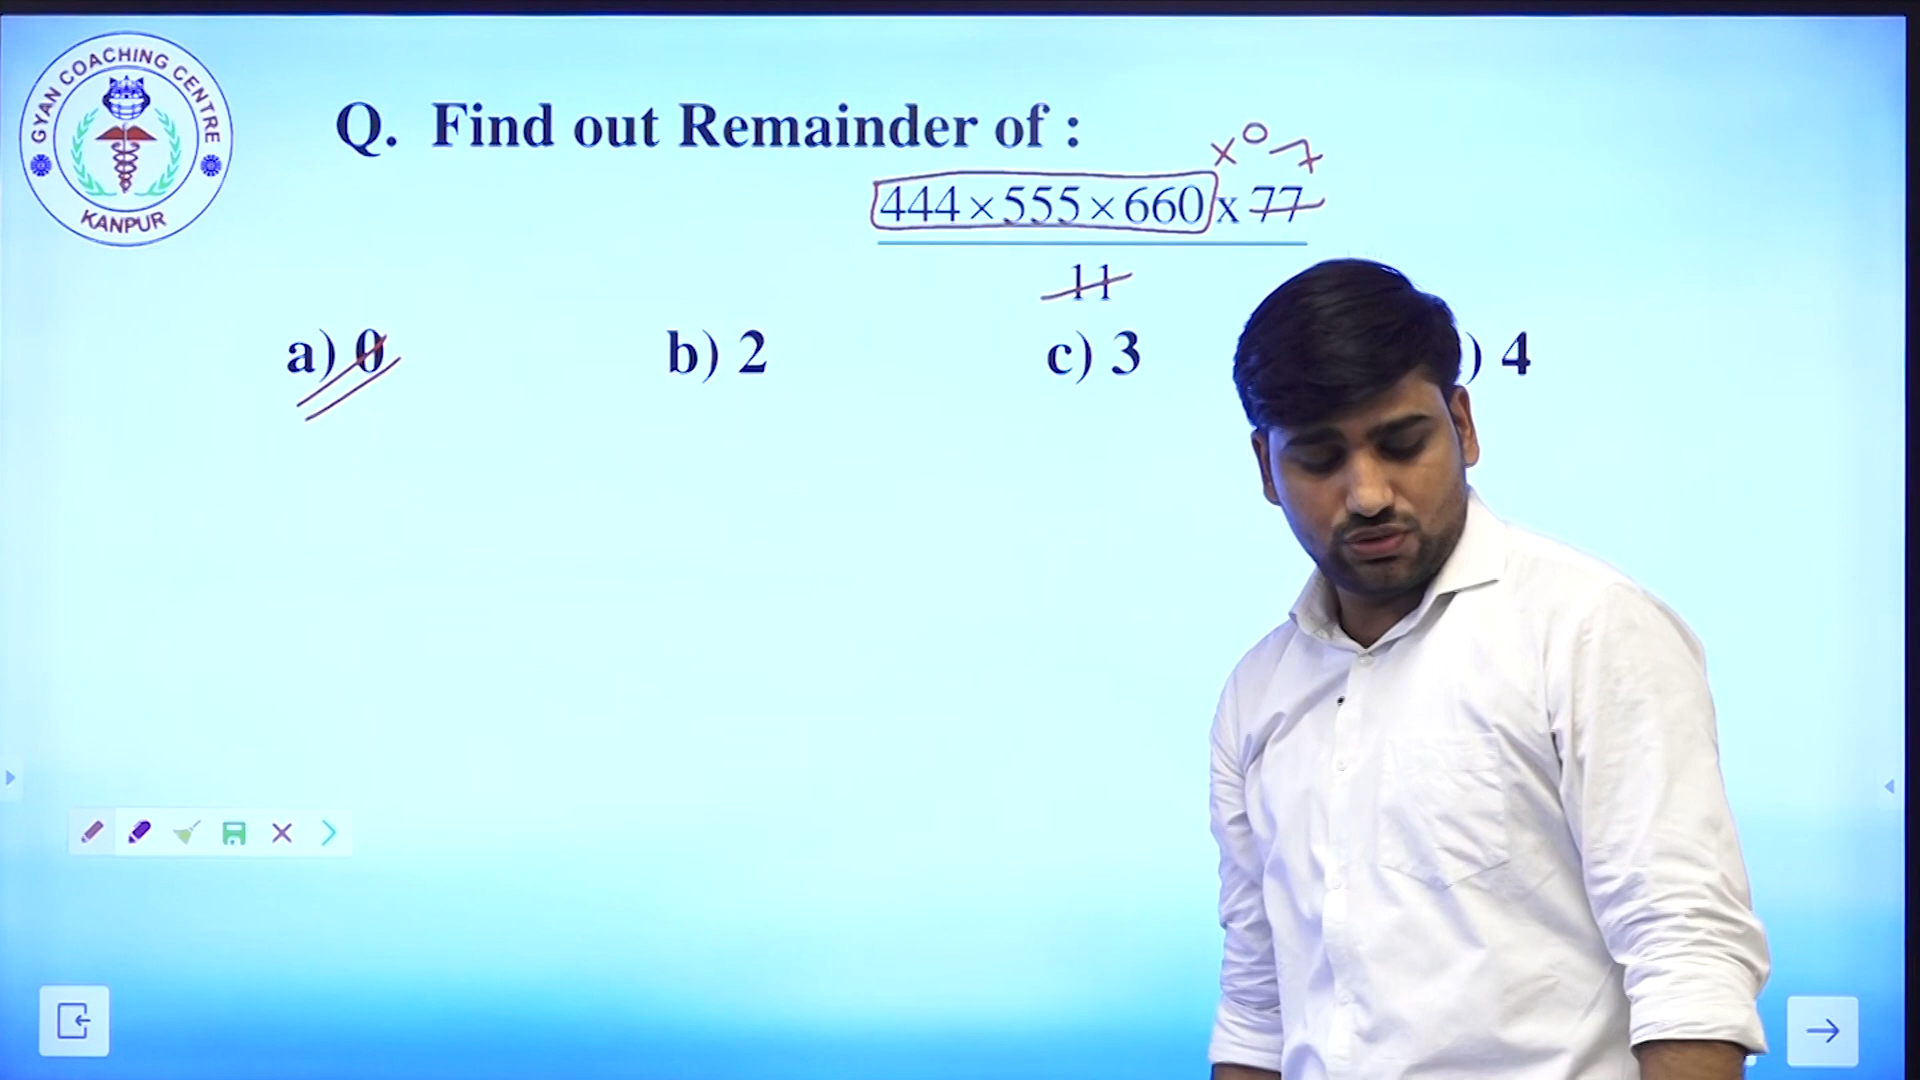 GYAN COACHING CENTRE
KANPUR
Q. Find out Remainder of :
× 0 7
444×555×660 x 77
11
a) 0 b) 2 c) 3 ) 4